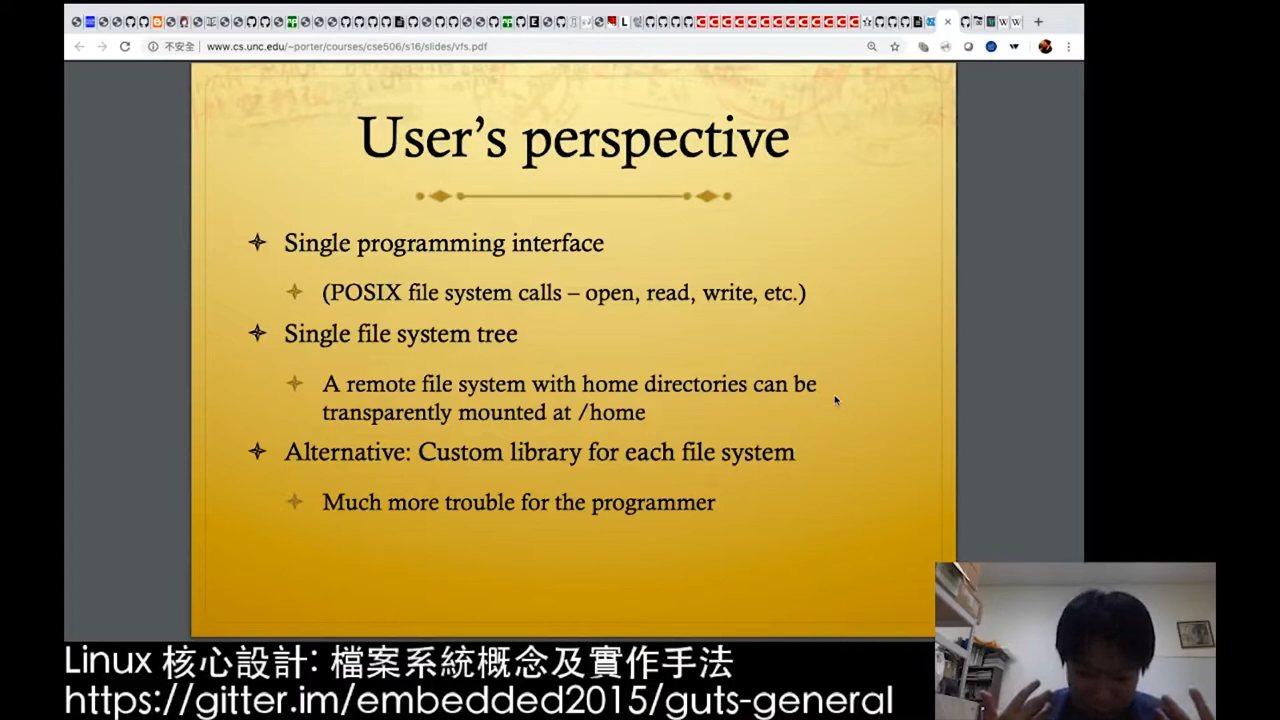 不安全
www.cs.unc.edu/~porter/courses/cse506/s16/slides/vfs.pdf
User's perspective
Single programming interface
(POSIX file system calls – open, read, write, etc.)
Single file system tree
A remote file system with home directories can be
transparently mounted at /home
Alternative: Custom library for each file system
Much more trouble for the programmer
Linux 核心設計: 檔案系統概念及實作手法
https://gitter.im/embedded2015/guts-general